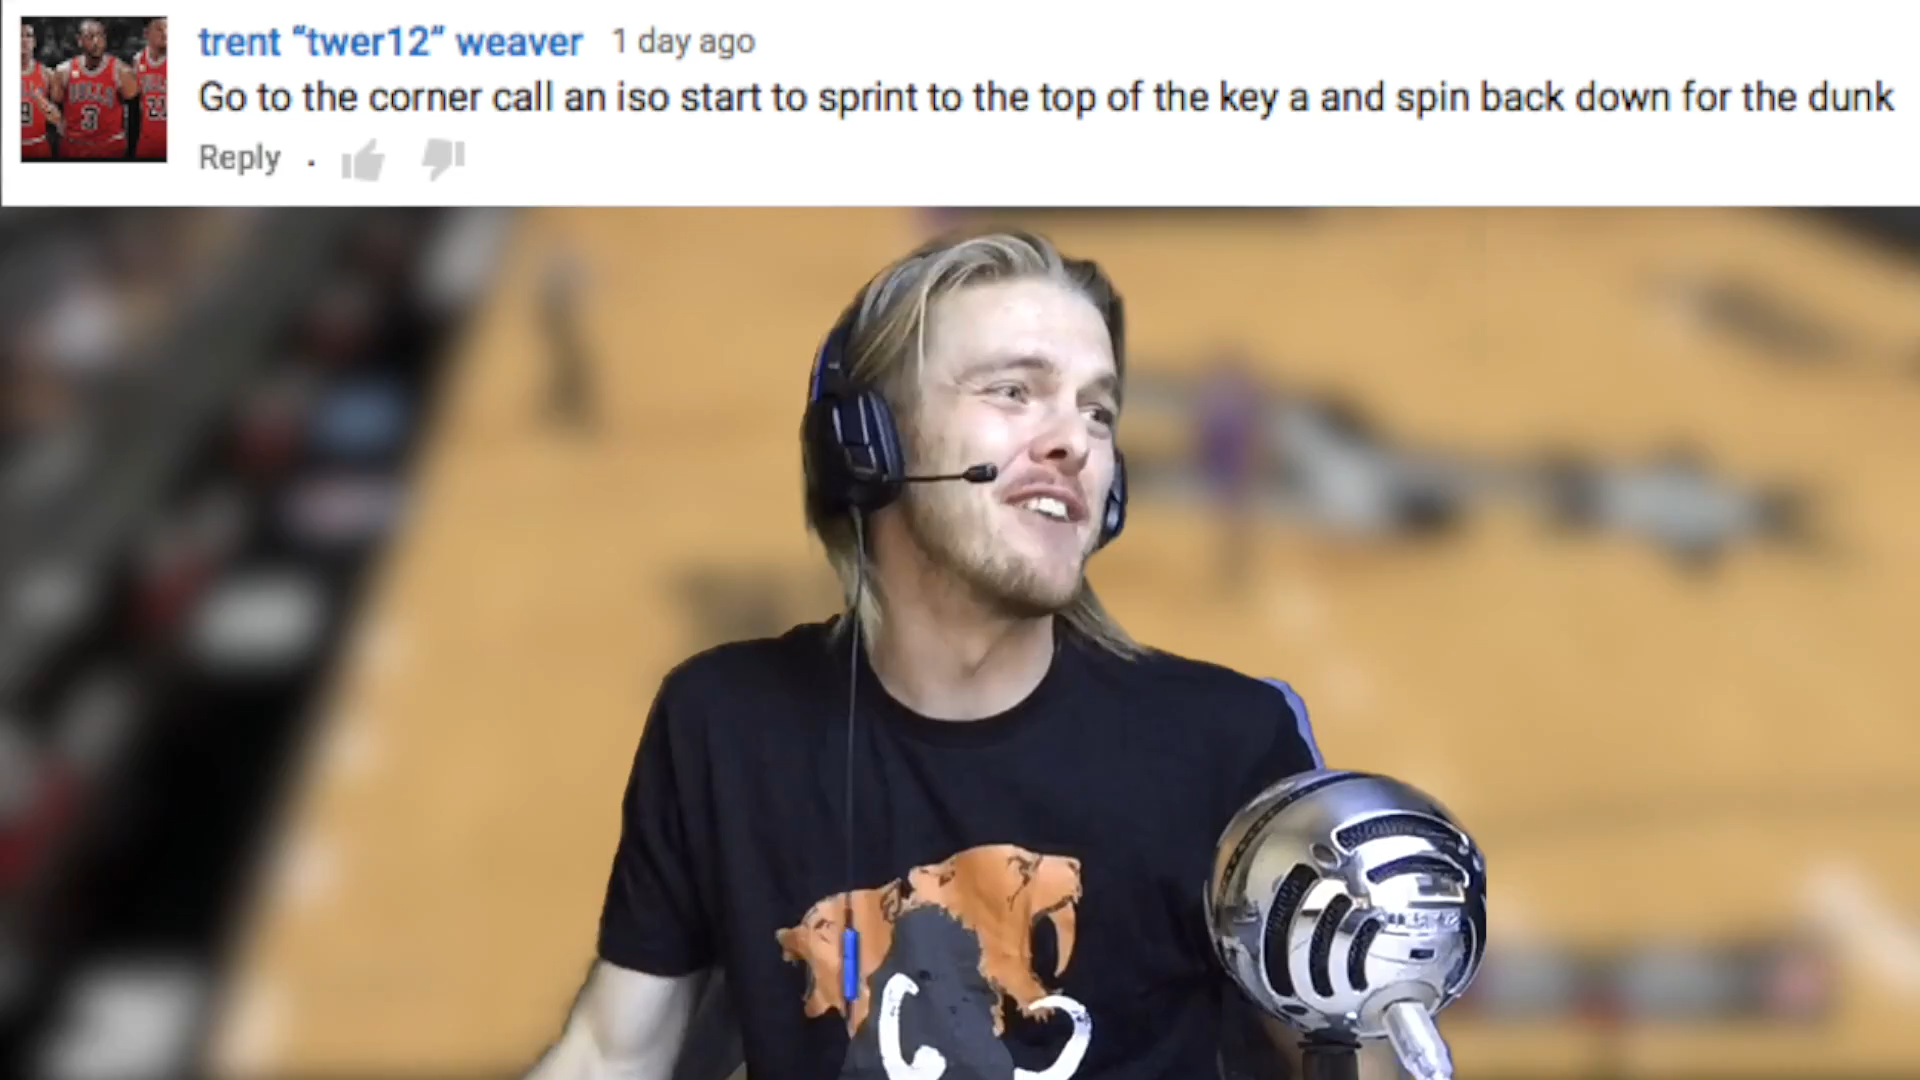 trent “twer12” weaver 1 day ago
Go to the corner call an iso start to sprint to the top of the key a and spin back down for the dunk
Reply .